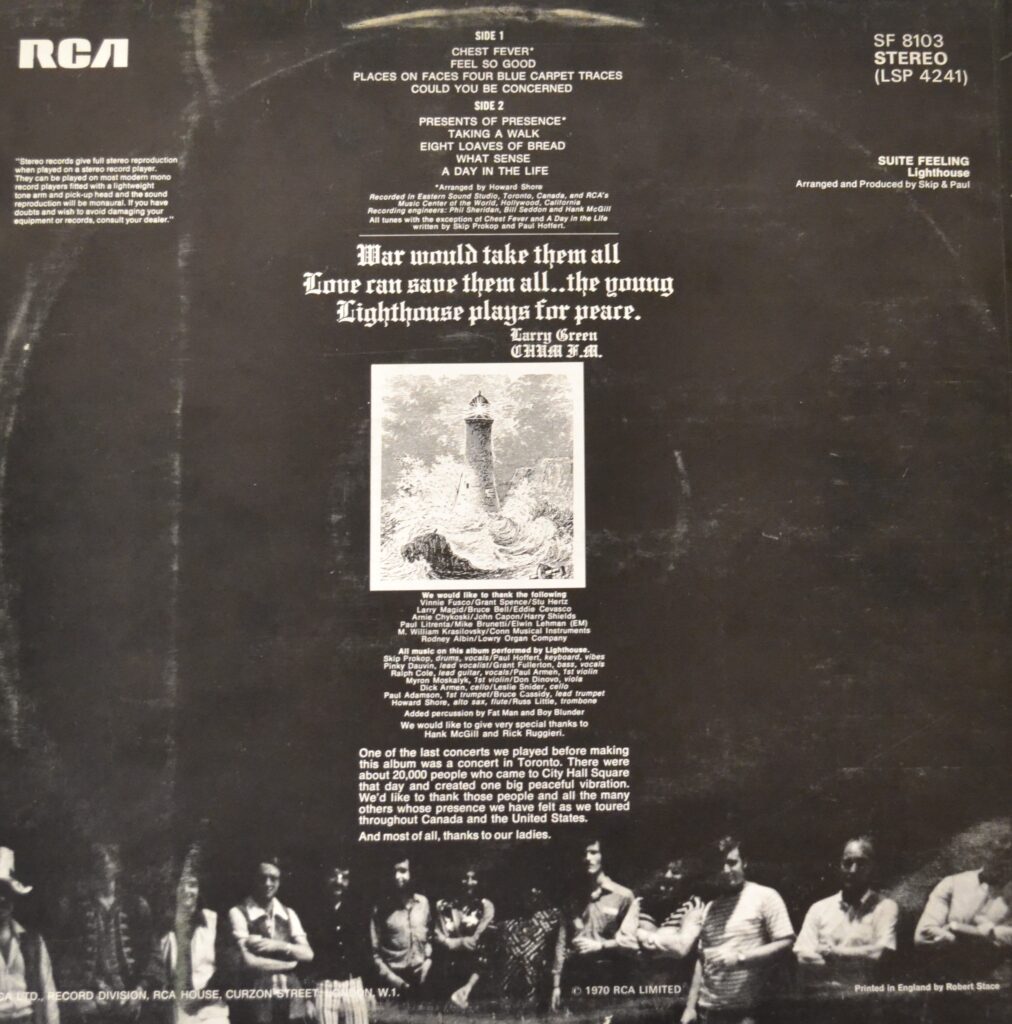 RCA
SIDE 1
CHEST FEVER*
FEEL SO GOOD
PLACES ON FACES FOUR BLUE CARPET TRACES
COULD YOU BE CONCERNED
SIDE 2
PRESENTS OF PRESENCE*
TAKING A WALK
EIGHT LOAVES OF BREAD
WHAT SENSE
A DAY IN THE LIFE
*Arranged by Howard Shore
Recorded in Eastern Sound Studio, Toronto, Canada, and RCA's
Music Center of the World, Hollywood, California
Recording engineers: Phil Sheridan, Bill Seddon and Hank McGill
All tunes with the exception of Chest Fever and A Day in the Life
written by Skip Prokop and Paul Hoffert.
SF 8103
STEREO
(LSP 4241)
"Stereo records give full stereo reproduction
when played on a stereo record player.
They can be played on most modern mono
record players fitted with a lightweight
tone arm and pick-up head and the sound
reproduction will be monaural. If you have
doubts and wish to avoid damaging your
equipment or records, consult your dealer."
SUITE FEELING
Lighthouse
Arranged and Produced by Skip & Paul
War would take them all
Love can save them all..the young
Lighthouse plays for peace.
Larry Green
CHUM F.M.
We would like to thank the following
Vinnie Fusco/Grant Spence/Stu Hertz
Larry Magid/Bruce Bell/Eddie Cevasco
Arnie Chykoski/John Capon/Harry Shields
Paul Litrenta/Mike Brunetti/Elwin Lehman (EM)
M. William Krasilovsky/Conn Musical Instruments
Rodney Albin/Lowry Organ Company
All music on this album performed by Lighthouse.
Skip Prokop, drums, vocals/Paul Hoffert, keyboard, vibes
Pinky Dauvin, lead vocalist/Grant Fullerton, bass, vocals
Ralph Cole, lead guitar, vocals/Paul Armen, 1st violin
Myron Moskalyk, 1st violin/Don Dinovo, viola
Dick Armen, cello/Leslie Snider, cello
Paul Adamson, 1st trumpet/Bruce Cassidy, lead trumpet
Howard Shore, alto sax, flute/Russ Little, trombone
Added percussion by Fat Man and Boy Blunder
We would like to give very special thanks to
Hank McGill and Rick Ruggieri.
One of the last concerts we played before making
this album was a concert in Toronto. There were
about 20,000 people who came to City Hall Square
that day and created one big peaceful vibration.
We'd like to thank those people and all the many
others whose presence we have felt as we toured
throughout Canada and the United States.
And most of all, thanks to our ladies.
LTD., RECORD DIVISION, RCA HOUSE, CURZON STREET, LONDON, W.1.
℗ 1970 RCA LIMITED
Printed in England by Robert Stace